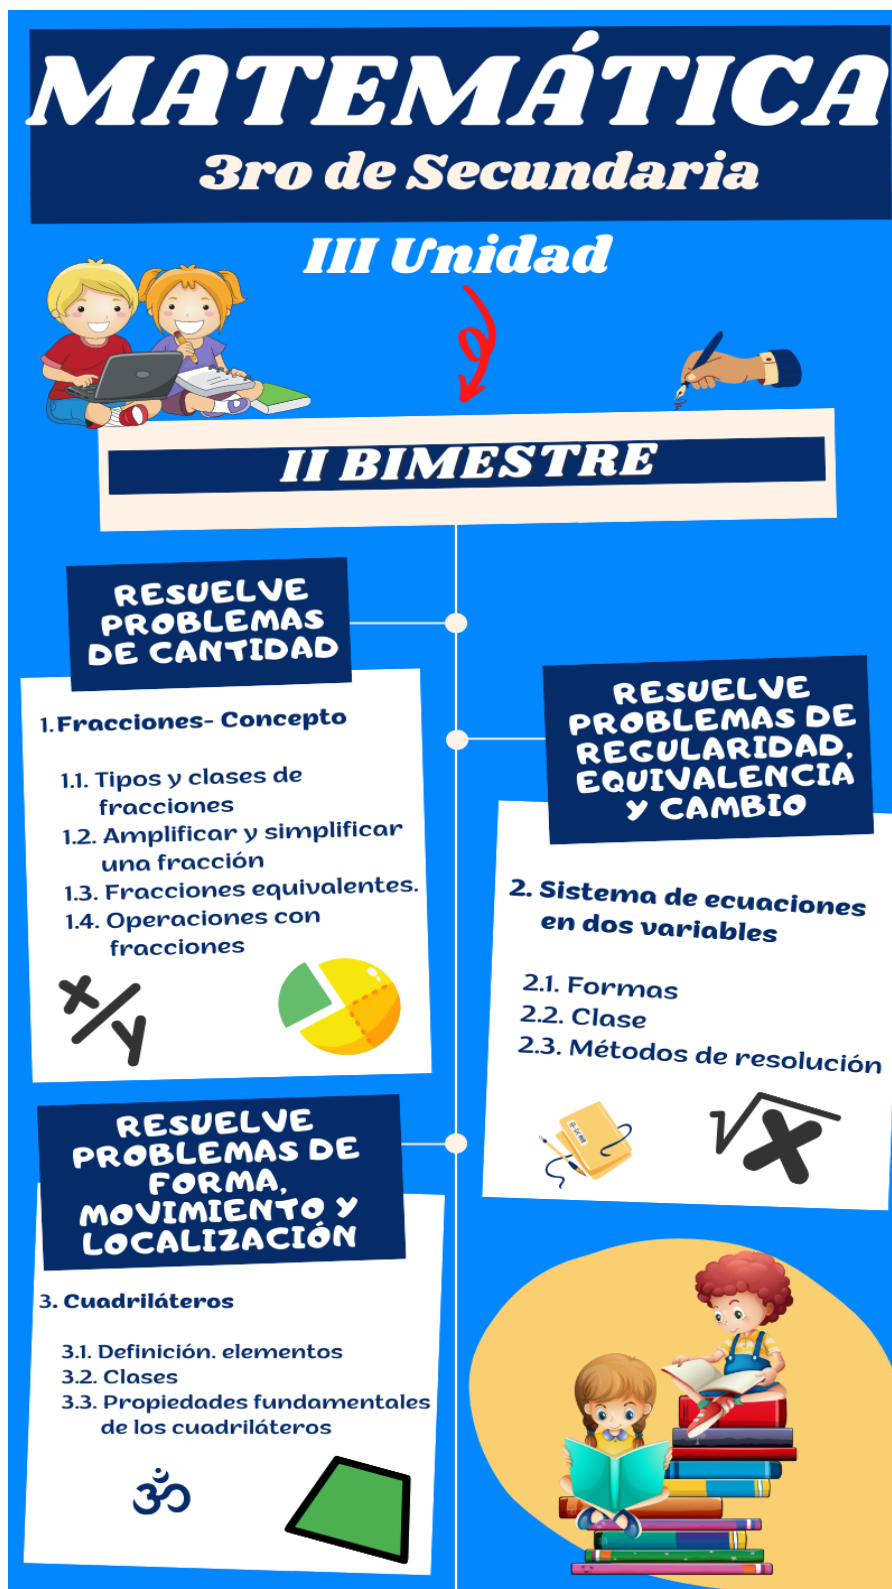 MATEMÁTICA
3ro de Secundaria
III Unidad
II BIMESTRE
RESUELVE
PROBLEMAS
DE CANTIDAD
1.Fracciones- Concepto
1.1. Tipos y clases de
fracciones
1.2. Amplificar y simplificar
una fracción
1.3. Fracciones equivalentes.
1.4. Operaciones con
fracciones
x/y
RESUELVE
PROBLEMAS DE
REGULARIDAD,
EQUIVALENCIA
Y CAMBIO
2. Sistema de ecuaciones
en dos variables
2.1. Formas
2.2. Clase
2.3. Métodos de resolución
√x
RESUELVE
PROBLEMAS DE
FORMA,
MOVIMIENTO Y
LOCALIZACIÓN
3. Cuadriláteros
3.1. Definición. elementos
3.2. Clases
3.3. Propiedades fundamentales
de los cuadriláteros
ॐ